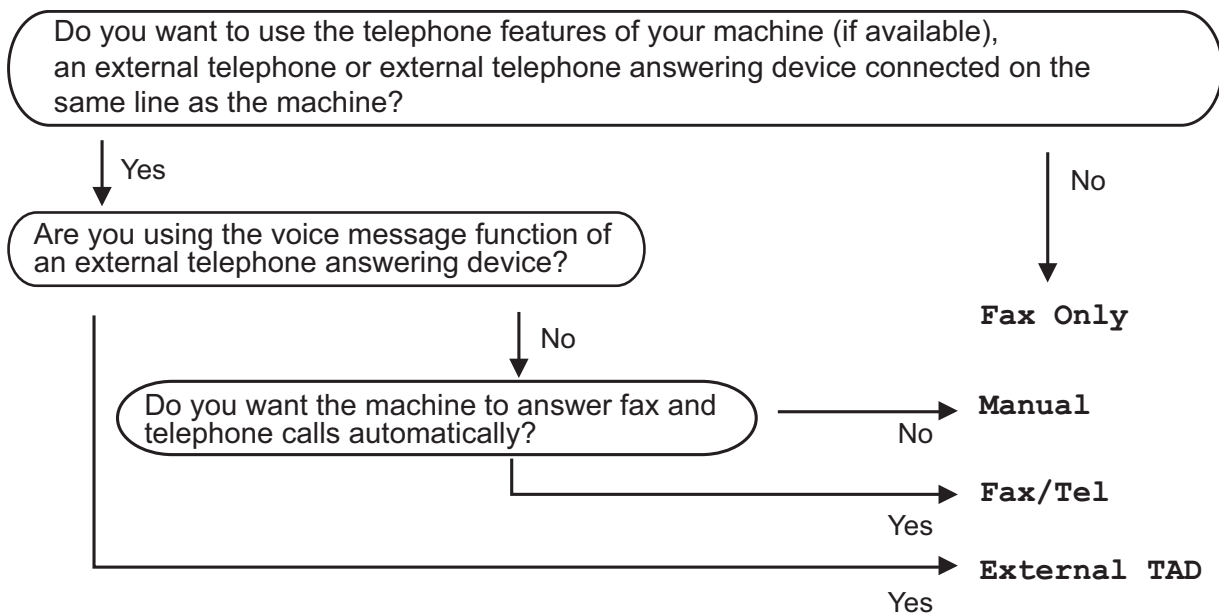 Do you want to use the telephone features of your machine (if available),
an external telephone or external telephone answering device connected on the
same line as the machine?
Yes
No
Are you using the voice message function of
an external telephone answering device?
Fax Only
No
Do you want the machine to answer fax and
telephone calls automatically?
Manual
No
Fax/Tel
Yes
External TAD
Yes